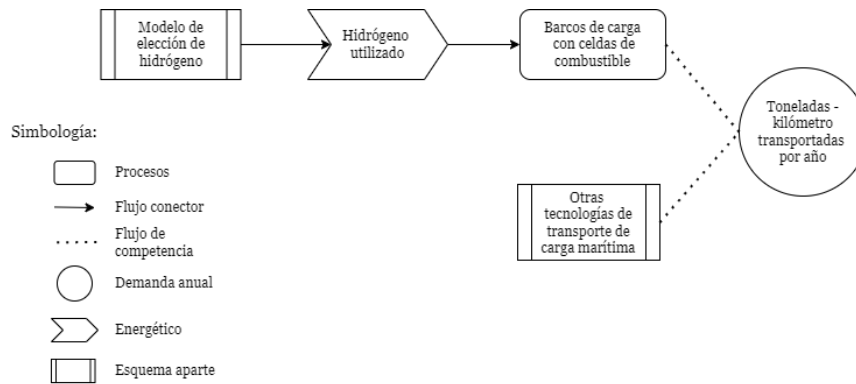 Modelo de
elección de
hidrógeno
Hidrógeno
utilizado
Barcos de carga
con celdas de
combustible
Toneladas -
kilómetro
transportadas
por año
Otras
tecnologías de
transporte de
carga marítima
Simbología:
Procesos
Flujo conector
Flujo de
competencia
Demanda anual
Energético
Esquema aparte